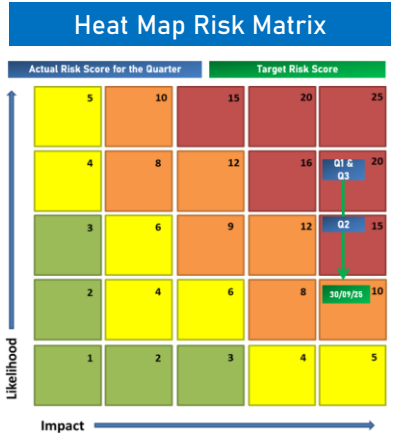 Heat Map Risk Matrix
Actual Risk Score for the Quarter
Target Risk Score
5 10 15 20 25
4 8 12 16 Q1 & Q3 20
3 6 9 12 Q2 15
2 4 6 8 30/09/25 10
1 2 3 4 5
Likelihood
Impact